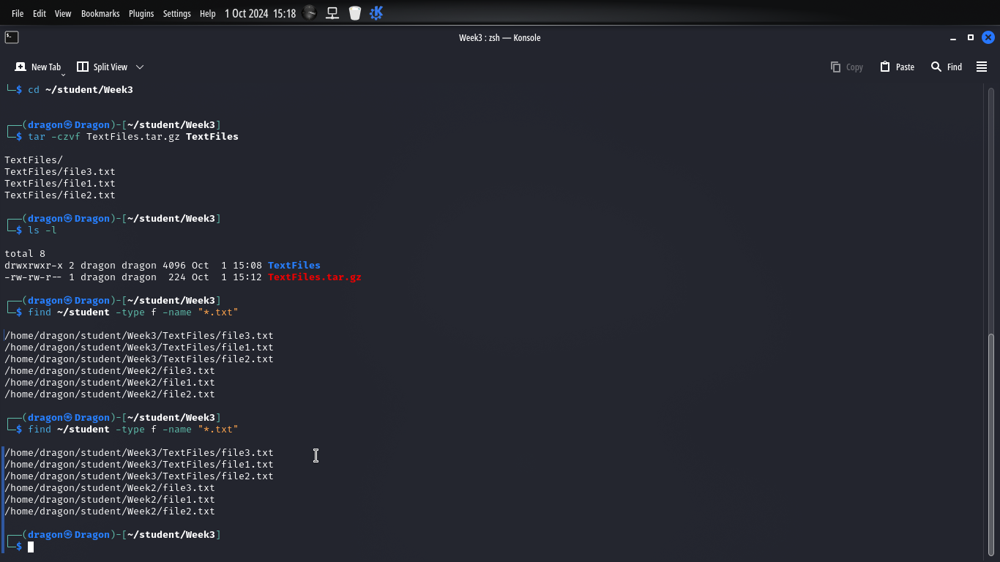 File Edit View Bookmarks Plugins Settings Help 1 Oct 2024 15:18
Week3 : zsh — Konsole
New Tab Split View Copy Paste Find
└─$ cd ~/student/Week3
┌──(dragon㉿Dragon)-[~/student/Week3]
└─$ tar -czvf TextFiles.tar.gz TextFiles
TextFiles/
TextFiles/file3.txt
TextFiles/file1.txt
TextFiles/file2.txt
┌──(dragon㉿Dragon)-[~/student/Week3]
└─$ ls -l
total 8
drwxrwxr-x 2 dragon dragon 4096 Oct  1 15:08 TextFiles
-rw-rw-r-- 1 dragon dragon  224 Oct  1 15:12 TextFiles.tar.gz
┌──(dragon㉿Dragon)-[~/student/Week3]
└─$ find ~/student -type f -name "*.txt"
/home/dragon/student/Week3/TextFiles/file3.txt
/home/dragon/student/Week3/TextFiles/file1.txt
/home/dragon/student/Week3/TextFiles/file2.txt
/home/dragon/student/Week2/file3.txt
/home/dragon/student/Week2/file1.txt
/home/dragon/student/Week2/file2.txt
┌──(dragon㉿Dragon)-[~/student/Week3]
└─$ find ~/student -type f -name "*.txt"
/home/dragon/student/Week3/TextFiles/file3.txt
/home/dragon/student/Week3/TextFiles/file1.txt
/home/dragon/student/Week3/TextFiles/file2.txt
/home/dragon/student/Week2/file3.txt
/home/dragon/student/Week2/file1.txt
/home/dragon/student/Week2/file2.txt
┌──(dragon㉿Dragon)-[~/student/Week3]
└─$